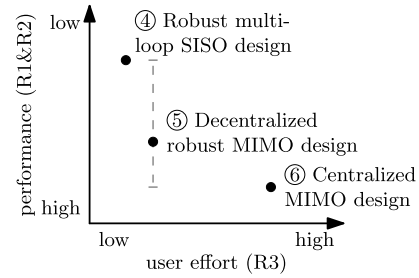 low
④ Robust multi-
loop SISO design
performance (R1&R2)
⑤ Decentralized
robust MIMO design
⑥ Centralized
MIMO design
high
low
high
user effort (R3)